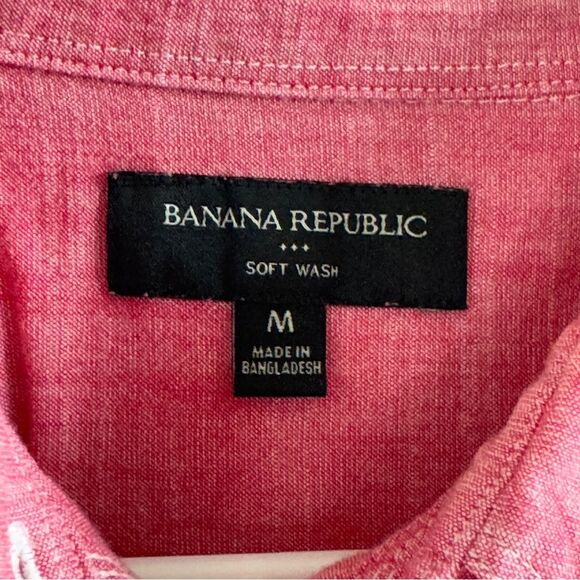 BANANA REPUBLIC
SOFT WASH
M
MADE IN
BANGLADESH